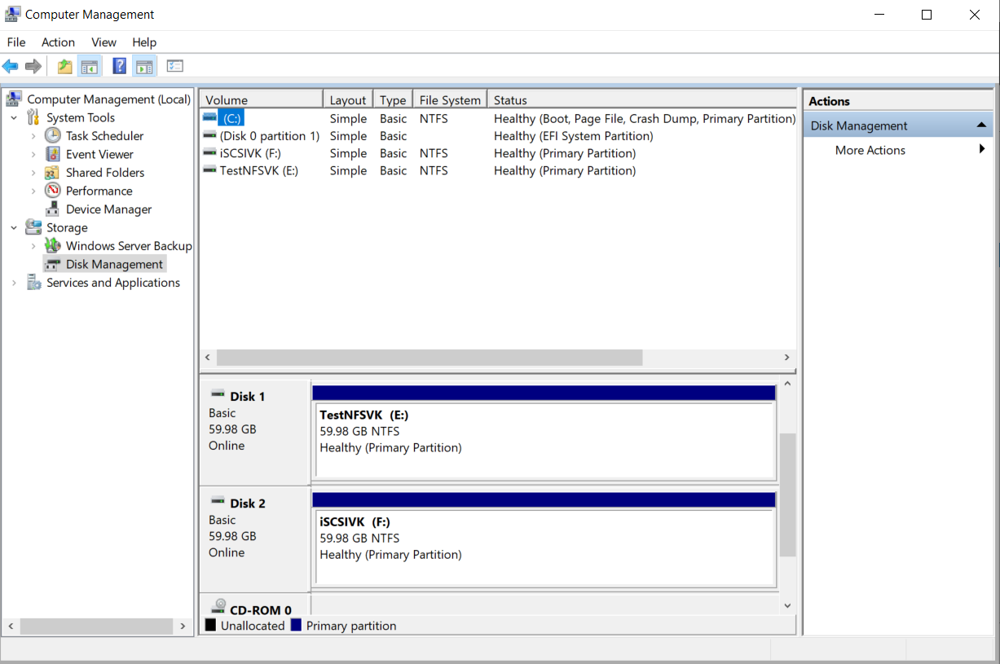 Computer Management
File Action View Help
Computer Management (Local)
System Tools
Task Scheduler
Event Viewer
Shared Folders
Performance
Device Manager
Storage
Windows Server Backup
Disk Management
Services and Applications
Volume Layout Type File System Status
(C:) Simple Basic NTFS Healthy (Boot, Page File, Crash Dump, Primary Partition)
(Disk 0 partition 1) Simple Basic Healthy (EFI System Partition)
iSCSIVK (F:) Simple Basic NTFS Healthy (Primary Partition)
TestNFSVK (E:) Simple Basic NTFS Healthy (Primary Partition)
Disk 1
Basic
59.98 GB
Online
TestNFSVK (E:)
59.98 GB NTFS
Healthy (Primary Partition)
Disk 2
Basic
59.98 GB
Online
iSCSIVK (F:)
59.98 GB NTFS
Healthy (Primary Partition)
CD-ROM 0
Unallocated Primary partition
Actions
Disk Management
More Actions